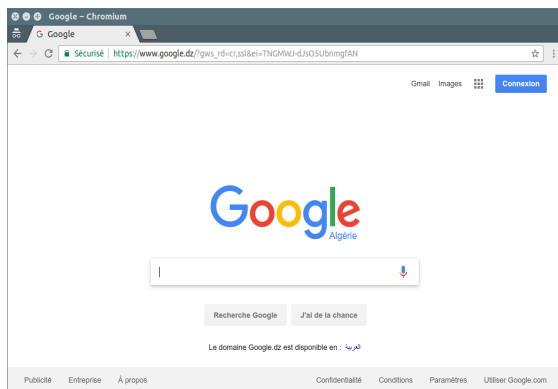 Google – Chromium
Google
Sécurisé https://www.google.dz/?gws_rd=cr,ssl&ei=
Gmail Images Connexion
Google
Algérie
Recherche Google J'ai de la chance
Le domaine Google.dz est disponible en : العربية
Publicité Entreprise À propos Confidentialité Conditions Paramètres Utiliser Google.com